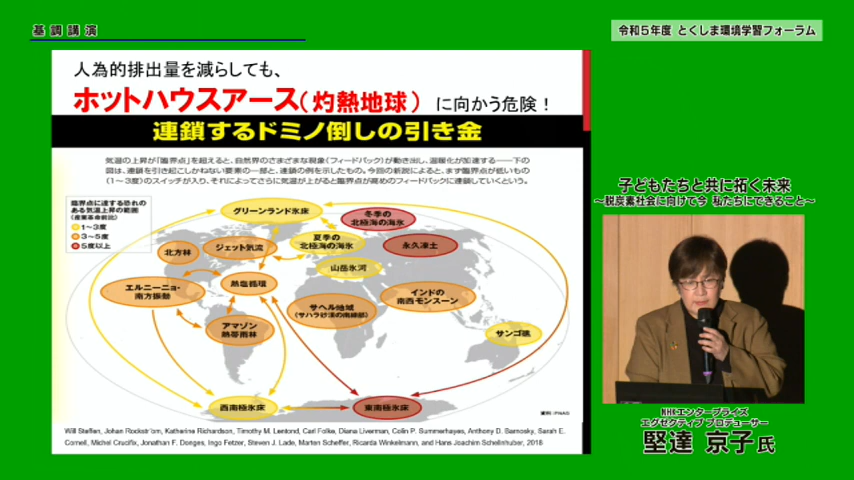 基調講演
令和5年度 とくしま環境学習フォーラム
人為的排出量を減らしても、
ホットハウスアース(灼熱地球) に向かう危険!
連鎖するドミノ倒しの引き金
気温の上昇が「臨界点」を超えると、自然界のさまざまな現象(フィードバック)が動き出し、温暖化が加速する――下の
図は、連鎖を引き起こしかねない要素の一部と、連鎖の例を示したもの。今回の新説によると、まず臨界点が低いもの
(1~3度)のスイッチが入り、それによってさらに気温が上がると臨界点が高めのフィードバックに連鎖していくという。
臨界点に達する恐れの
ある気温上昇の範囲
(産業革命前比)
1~3度
3~5度
5度以上
グリーンランド氷床
冬季の
北極海の海氷
北方林
ジェット気流
夏季の
北極海の海氷
永久凍土
山岳氷河
エルニーニョ・
南方振動
熱塩循環
サヘル地域
(サハラ砂漠の南縁部)
インドの
南西モンスーン
アマゾン
熱帯雨林
サンゴ礁
西南極氷床
東南極氷床
資料:PNAS
Will Steffen, Johan Rockström, Katherine Richardson, Timothy M. Lentond, Carl Folke, Diana Liverman, Colin P. Summerhayes, Anthony D. Barnosky, Sarah E.
Cornell, Michel Crucifix, Jonathan F. Donges, Ingo Fetzer, Steven J. Lade, Marten Scheffer, Ricarda Winkelmann, and Hans Joachim Schellnhuber, 2018
子どもたちと共に拓く未来
~脱炭素社会に向けて今 私たちにできること~
NHKエンタープライズ
エグゼクティブ プロデューサー
堅達 京子 氏